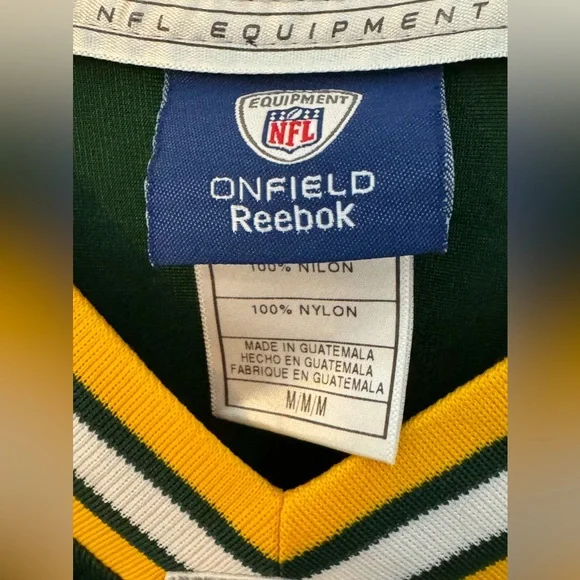 NFL EQUIPMENT
EQUIPMENT
NFL
ONFIELD
Reebok
100% NILON
100% NYLON
MADE IN GUATEMALA
HECHO EN GUATEMALA
FABRIQUE EN GUATEMALA
M/M/M